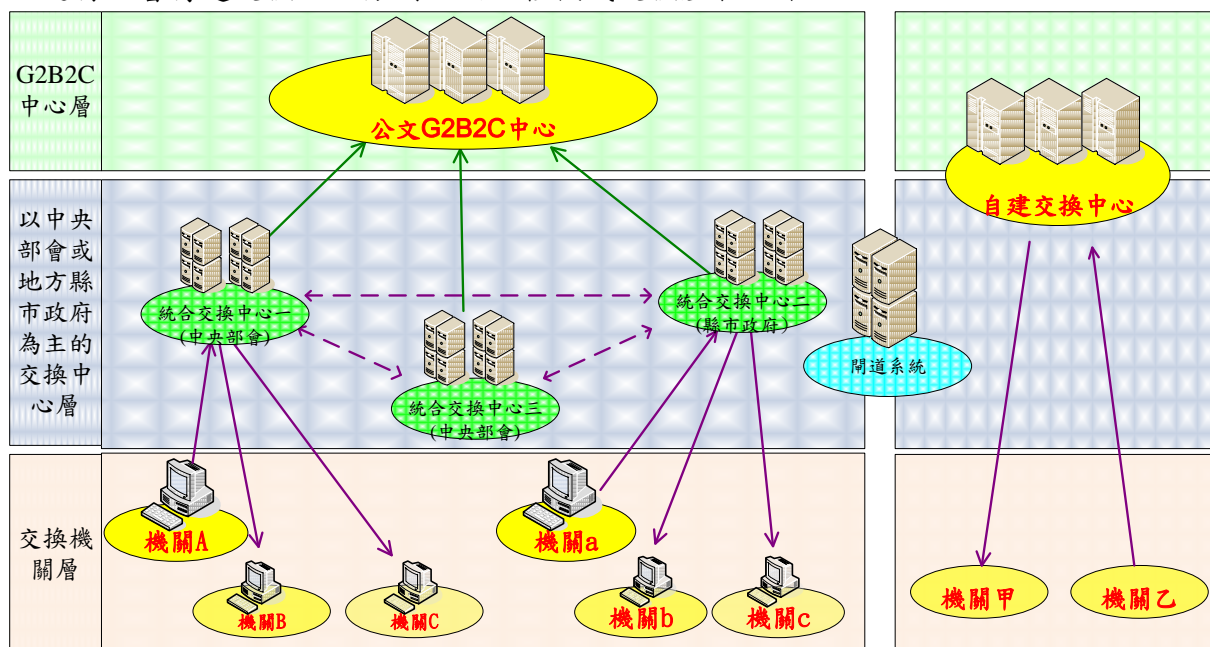 G2B2C
中心層
公文G2B2C中心
自建交換中心
以中央
部會或
地方縣
市政府
為主的
交換中
心層
統合交換中心一
(中央部會)
統合交換中心二
(縣市政府)
統合交換中心三
(中央部會)
閘道系統
交換機
關層
機關A
機關B
機關C
機關a
機關b
機關c
機關甲
機關乙